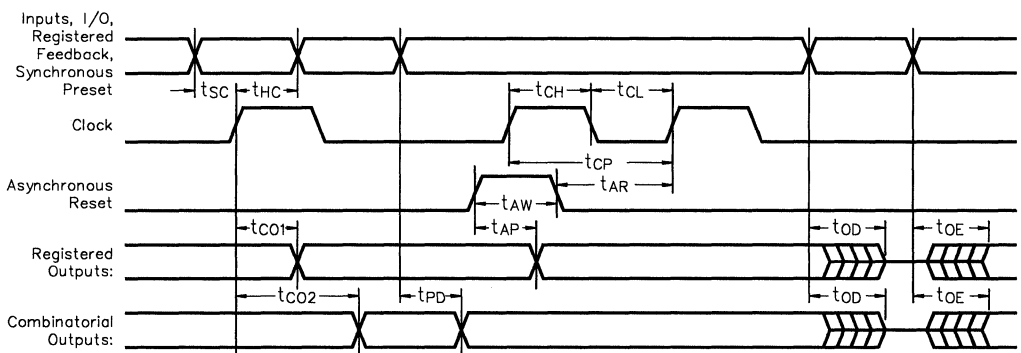 Inputs, I/O,
Registered
Feedback,
Synchronous
Preset
tSC
tHC
tCH
tCL
Clock
tCP
tAR
Asynchronous
Reset
tAW
tCO1
tAP
tOD
tOE
Registered
Outputs:
tCO2
tPD
tOD
tOE
Combinatorial
Outputs: